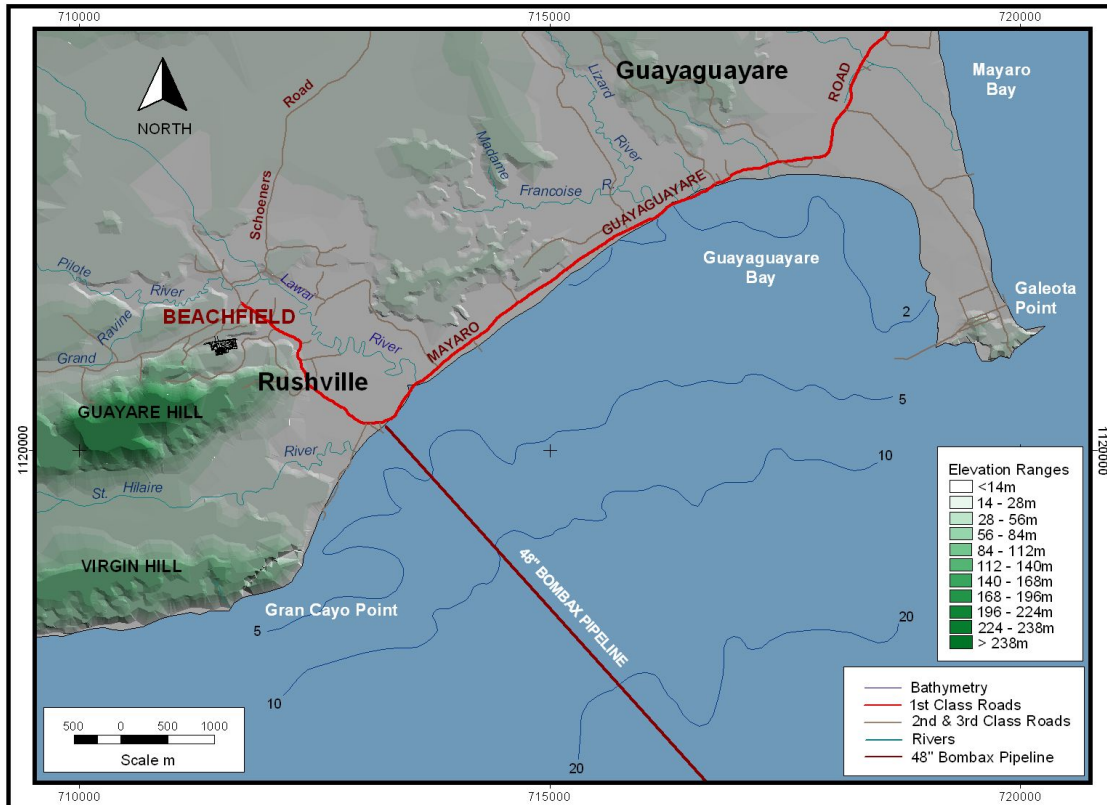 710000
715000
720000
NORTH
Schoeners Road
Guayaguayare
Lizard River
ROAD
Mayaro
Bay
Madame Francoise R.
GUAYAGUAYARE
Guayaguayare
Bay
Pilote River
Lawai River
BEACHFIELD
Galeota
Point
2
Ravine
Grand
MAYARO
Rushville
GUAYARE HILL
5
1120000
1120000
River
10
St. Hilaire
VIRGIN HILL
48" BOMBAX PIPELINE
Gran Cayo Point
5
20
10
20
Elevation Ranges
<14m
14 - 28m
28 - 56m
56 - 84m
84 - 112m
112 - 140m
140 - 168m
168 - 196m
196 - 224m
224 - 238m
> 238m
Bathymetry
1st Class Roads
2nd & 3rd Class Roads
Rivers
48" Bombax Pipeline
500 0 500 1000
Scale m
710000
715000
720000